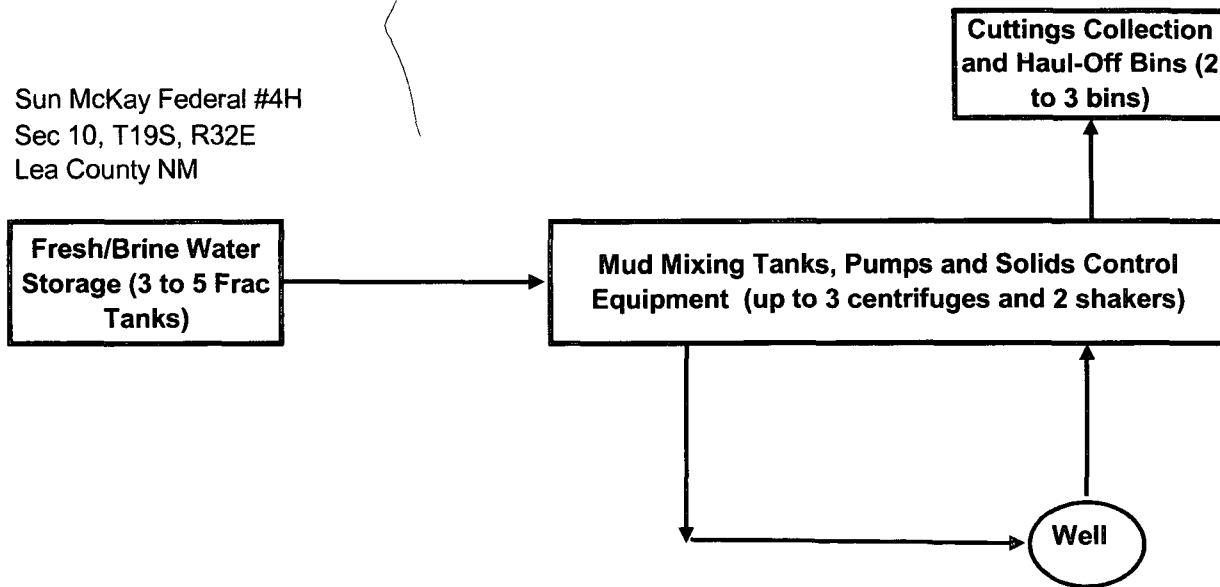 Cuttings Collection
and Haul-Off Bins (2
to 3 bins)
Sun McKay Federal #4H
Sec 10, T19S, R32E
Lea County NM
Fresh/Brine Water
Storage (3 to 5 Frac
Tanks)
Mud Mixing Tanks, Pumps and Solids Control
Equipment (up to 3 centrifuges and 2 shakers)
Well